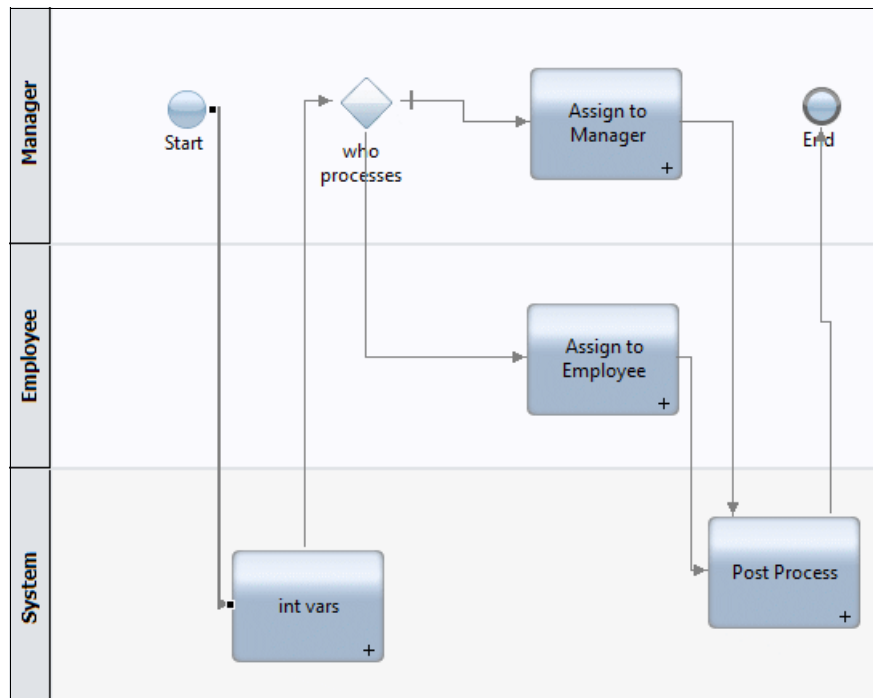 Manager
Start
who
processes
Assign to
Manager
+
End
Employee
Assign to
Employee
+
System
int vars
+
Post Process
+